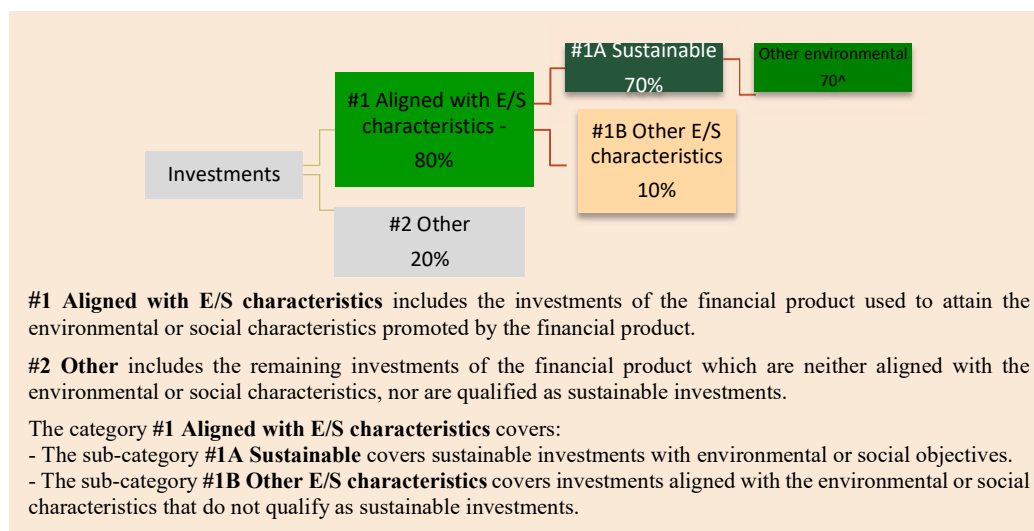 #1A Sustainable
70%
Other environmental
70^
#1 Aligned with E/S
characteristics -
80%
#1B Other E/S
characteristics
10%
Investments
#2 Other
20%
#1 Aligned with E/S characteristics includes the investments of the financial product used to attain the
environmental or social characteristics promoted by the financial product.
#2 Other includes the remaining investments of the financial product which are neither aligned with the
environmental or social characteristics, nor are qualified as sustainable investments.
The category #1 Aligned with E/S characteristics covers:
- The sub-category #1A Sustainable covers sustainable investments with environmental or social objectives.
- The sub-category #1B Other E/S characteristics covers investments aligned with the environmental or social
characteristics that do not qualify as sustainable investments.